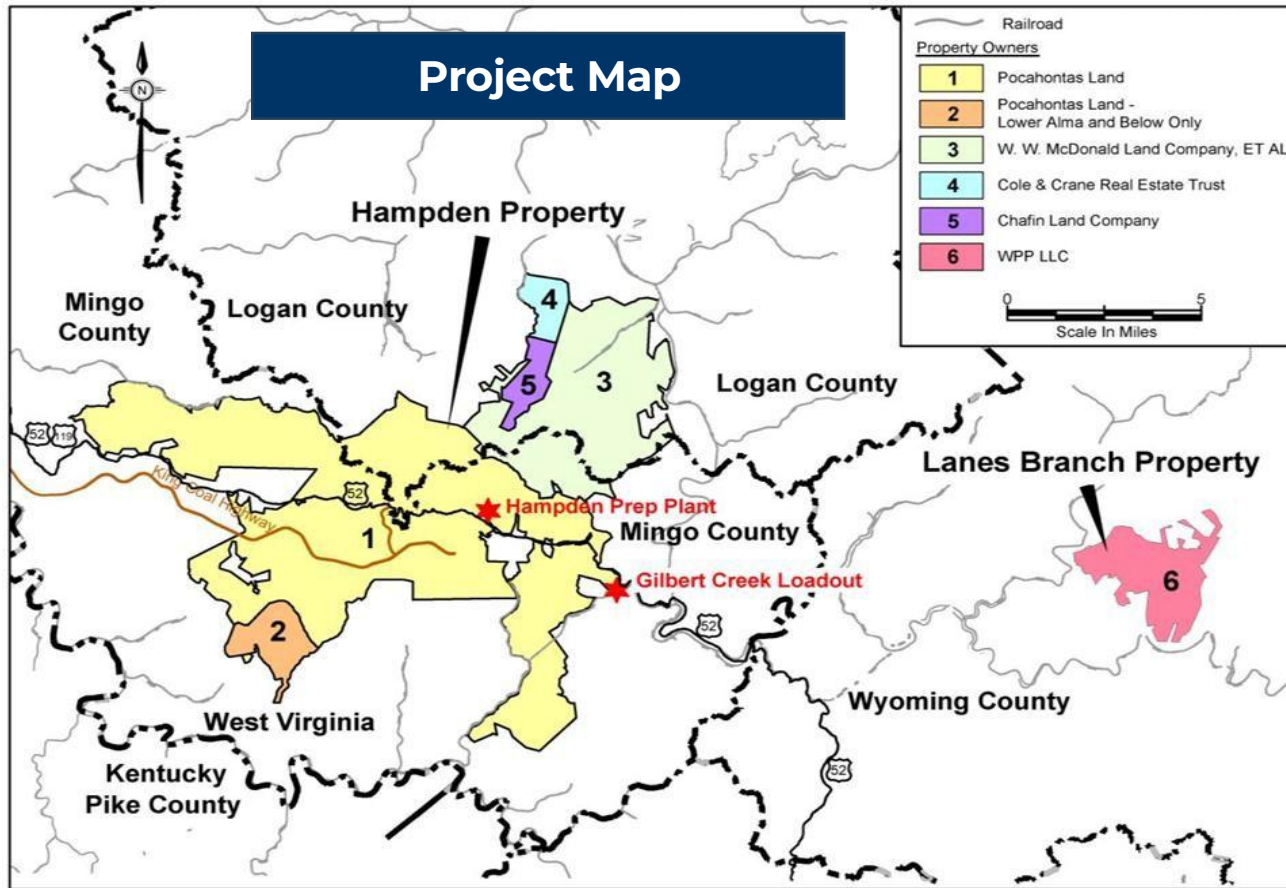 Project Map
Railroad
Property Owners
1 Pocahontas Land
2 Pocahontas Land -
Lower Alma and Below Only
3 W. W. McDonald Land Company, ET AL
4 Cole & Crane Real Estate Trust
5 Chafin Land Company
6 WPP LLC
0 5
Scale In Miles
N
Hampden Property
Mingo
County
Logan County
4
5
3
Logan County
Lanes Branch Property
52 119
King Coal Highway
52
1
Hampden Prep Plant
Mingo County
6
Gilbert Creek Loadout
2
52
Wyoming County
West Virginia
Kentucky
Pike County
52